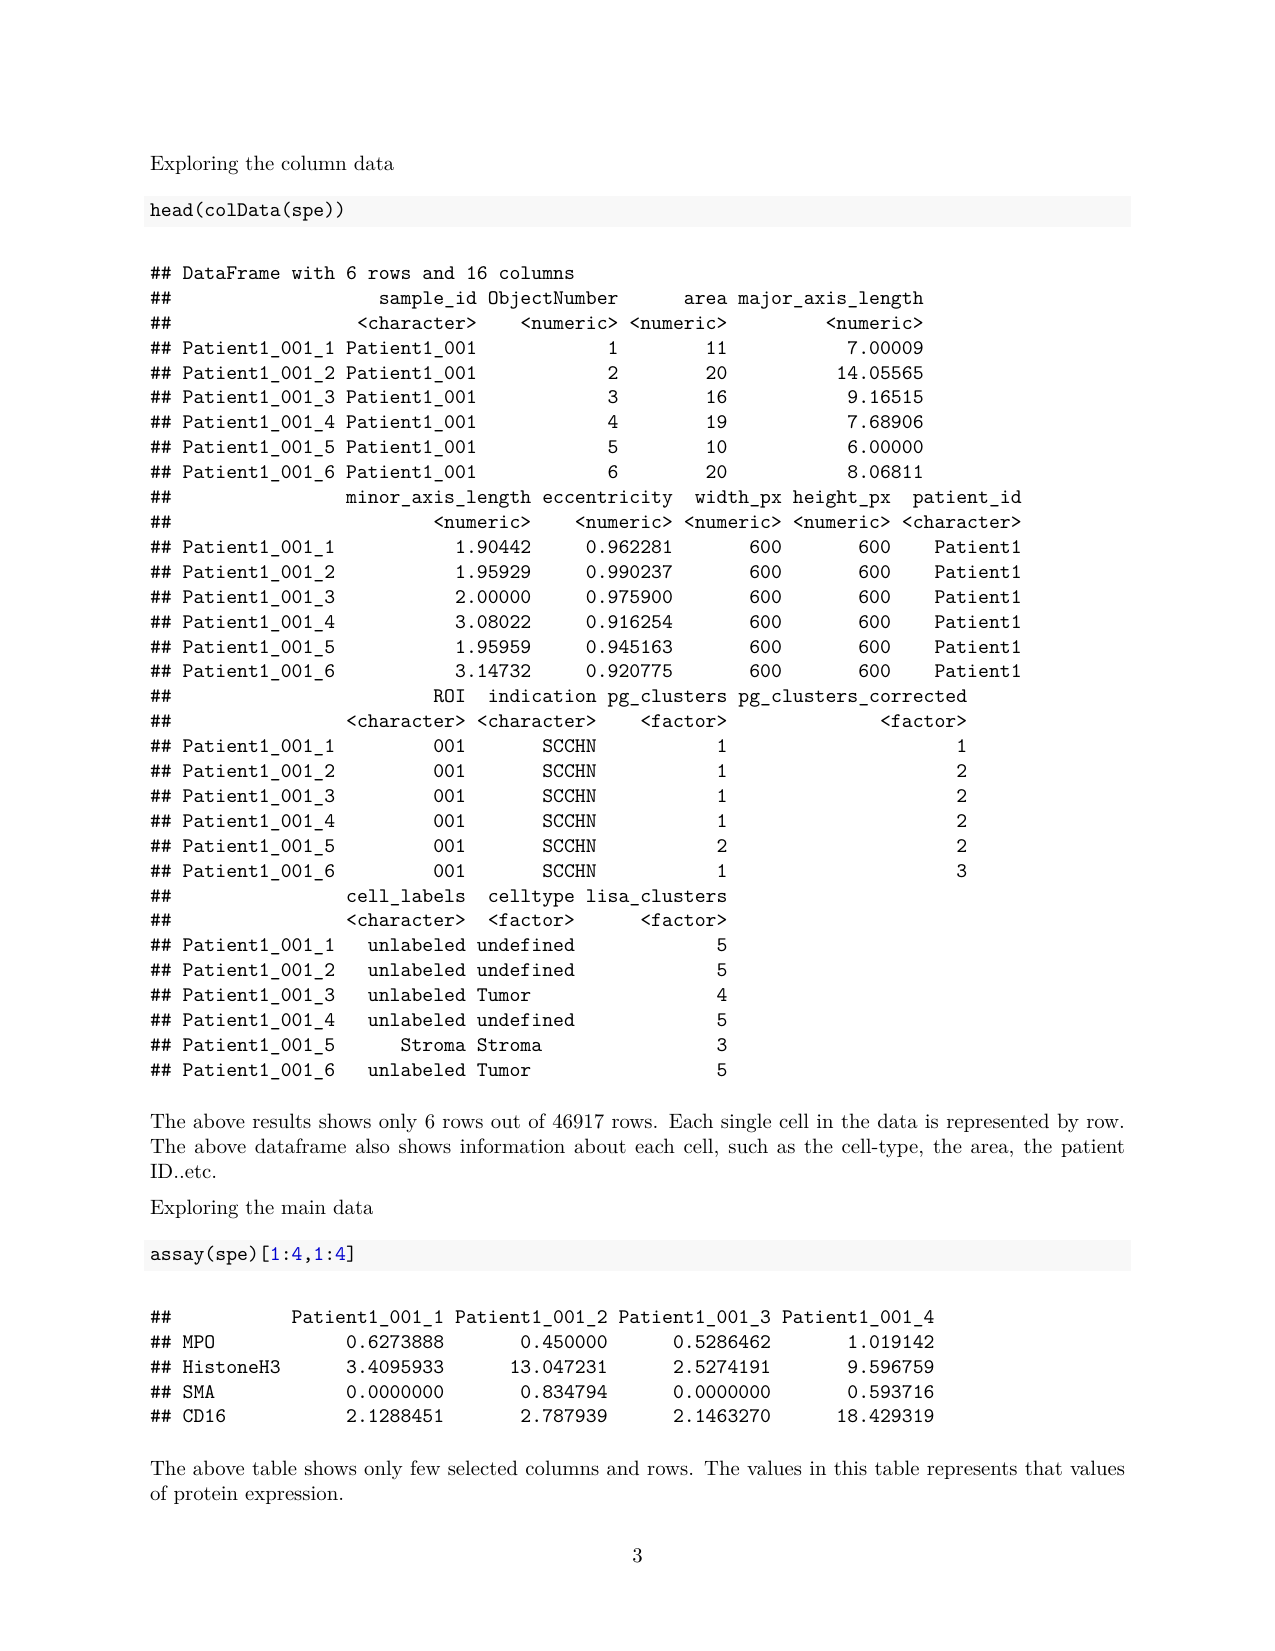 Exploring the column data
head(colData(spe))
## DataFrame with 6 rows and 16 columns
##                   sample_id ObjectNumber      area major_axis_length
##                 <character>    <numeric> <numeric>         <numeric>
## Patient1_001_1 Patient1_001            1        11           7.00009
## Patient1_001_2 Patient1_001            2        20          14.05565
## Patient1_001_3 Patient1_001            3        16           9.16515
## Patient1_001_4 Patient1_001            4        19           7.68906
## Patient1_001_5 Patient1_001            5        10           6.00000
## Patient1_001_6 Patient1_001            6        20           8.06811
##                minor_axis_length eccentricity  width_px height_px  patient_id
##                        <numeric>    <numeric> <numeric> <numeric> <character>
## Patient1_001_1           1.90442     0.962281       600       600    Patient1
## Patient1_001_2           1.95929     0.990237       600       600    Patient1
## Patient1_001_3           2.00000     0.975900       600       600    Patient1
## Patient1_001_4           3.08022     0.916254       600       600    Patient1
## Patient1_001_5           1.95959     0.945163       600       600    Patient1
## Patient1_001_6           3.14732     0.920775       600       600    Patient1
##                        ROI  indication pg_clusters pg_clusters_corrected
##                <character> <character>    <factor>              <factor>
## Patient1_001_1         001       SCCHN           1                     1
## Patient1_001_2         001       SCCHN           1                     2
## Patient1_001_3         001       SCCHN           1                     2
## Patient1_001_4         001       SCCHN           1                     2
## Patient1_001_5         001       SCCHN           2                     2
## Patient1_001_6         001       SCCHN           1                     3
##                cell_labels  celltype lisa_clusters
##                <character>  <factor>      <factor>
## Patient1_001_1   unlabeled undefined             5
## Patient1_001_2   unlabeled undefined             5
## Patient1_001_3   unlabeled Tumor                 4
## Patient1_001_4   unlabeled undefined             5
## Patient1_001_5      Stroma Stroma                3
## Patient1_001_6   unlabeled Tumor                 5
The above results shows only 6 rows out of 46917 rows. Each single cell in the data is represented by row.
The above dataframe also shows information about each cell, such as the cell-type, the area, the patient
ID..etc.
Exploring the main data
assay(spe)[1:4,1:4]
##           Patient1_001_1 Patient1_001_2 Patient1_001_3 Patient1_001_4
## MPO            0.6273888       0.450000      0.5286462       1.019142
## HistoneH3      3.4095933      13.047231      2.5274191       9.596759
## SMA            0.0000000       0.834794      0.0000000       0.593716
## CD16           2.1288451       2.787939      2.1463270      18.429319
The above table shows only few selected columns and rows. The values in this table represents that values
of protein expression.
3